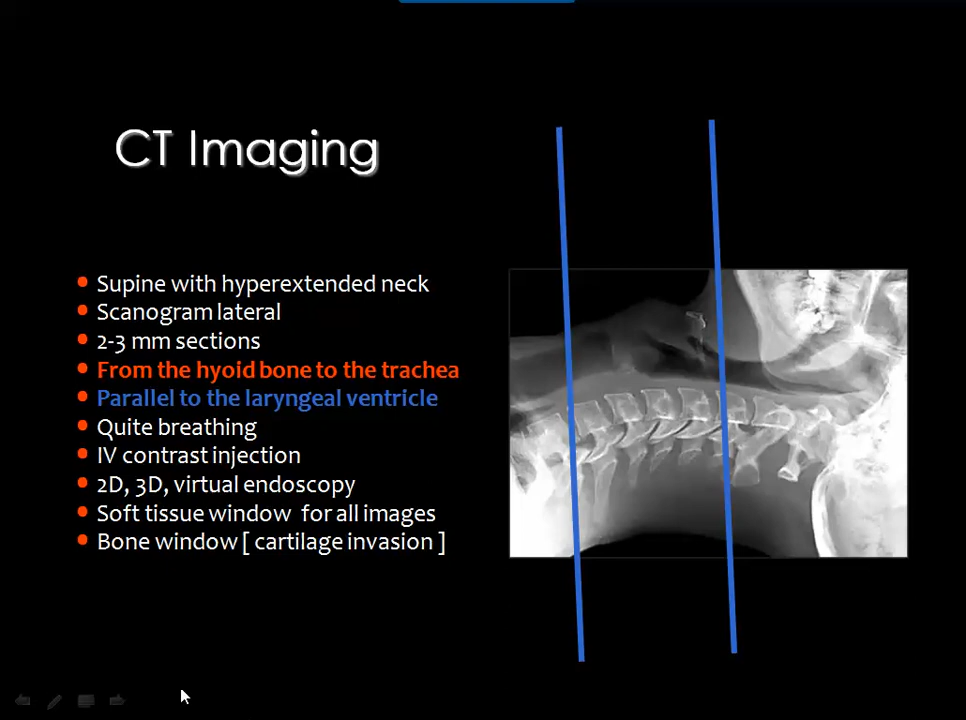 CT Imaging
Supine with hyperextended neck
Scanogram lateral
2-3 mm sections
From the hyoid bone to the trachea
Parallel to the laryngeal ventricle
Quite breathing
IV contrast injection
2D, 3D, virtual endoscopy
Soft tissue window for all images
Bone window [ cartilage invasion ]